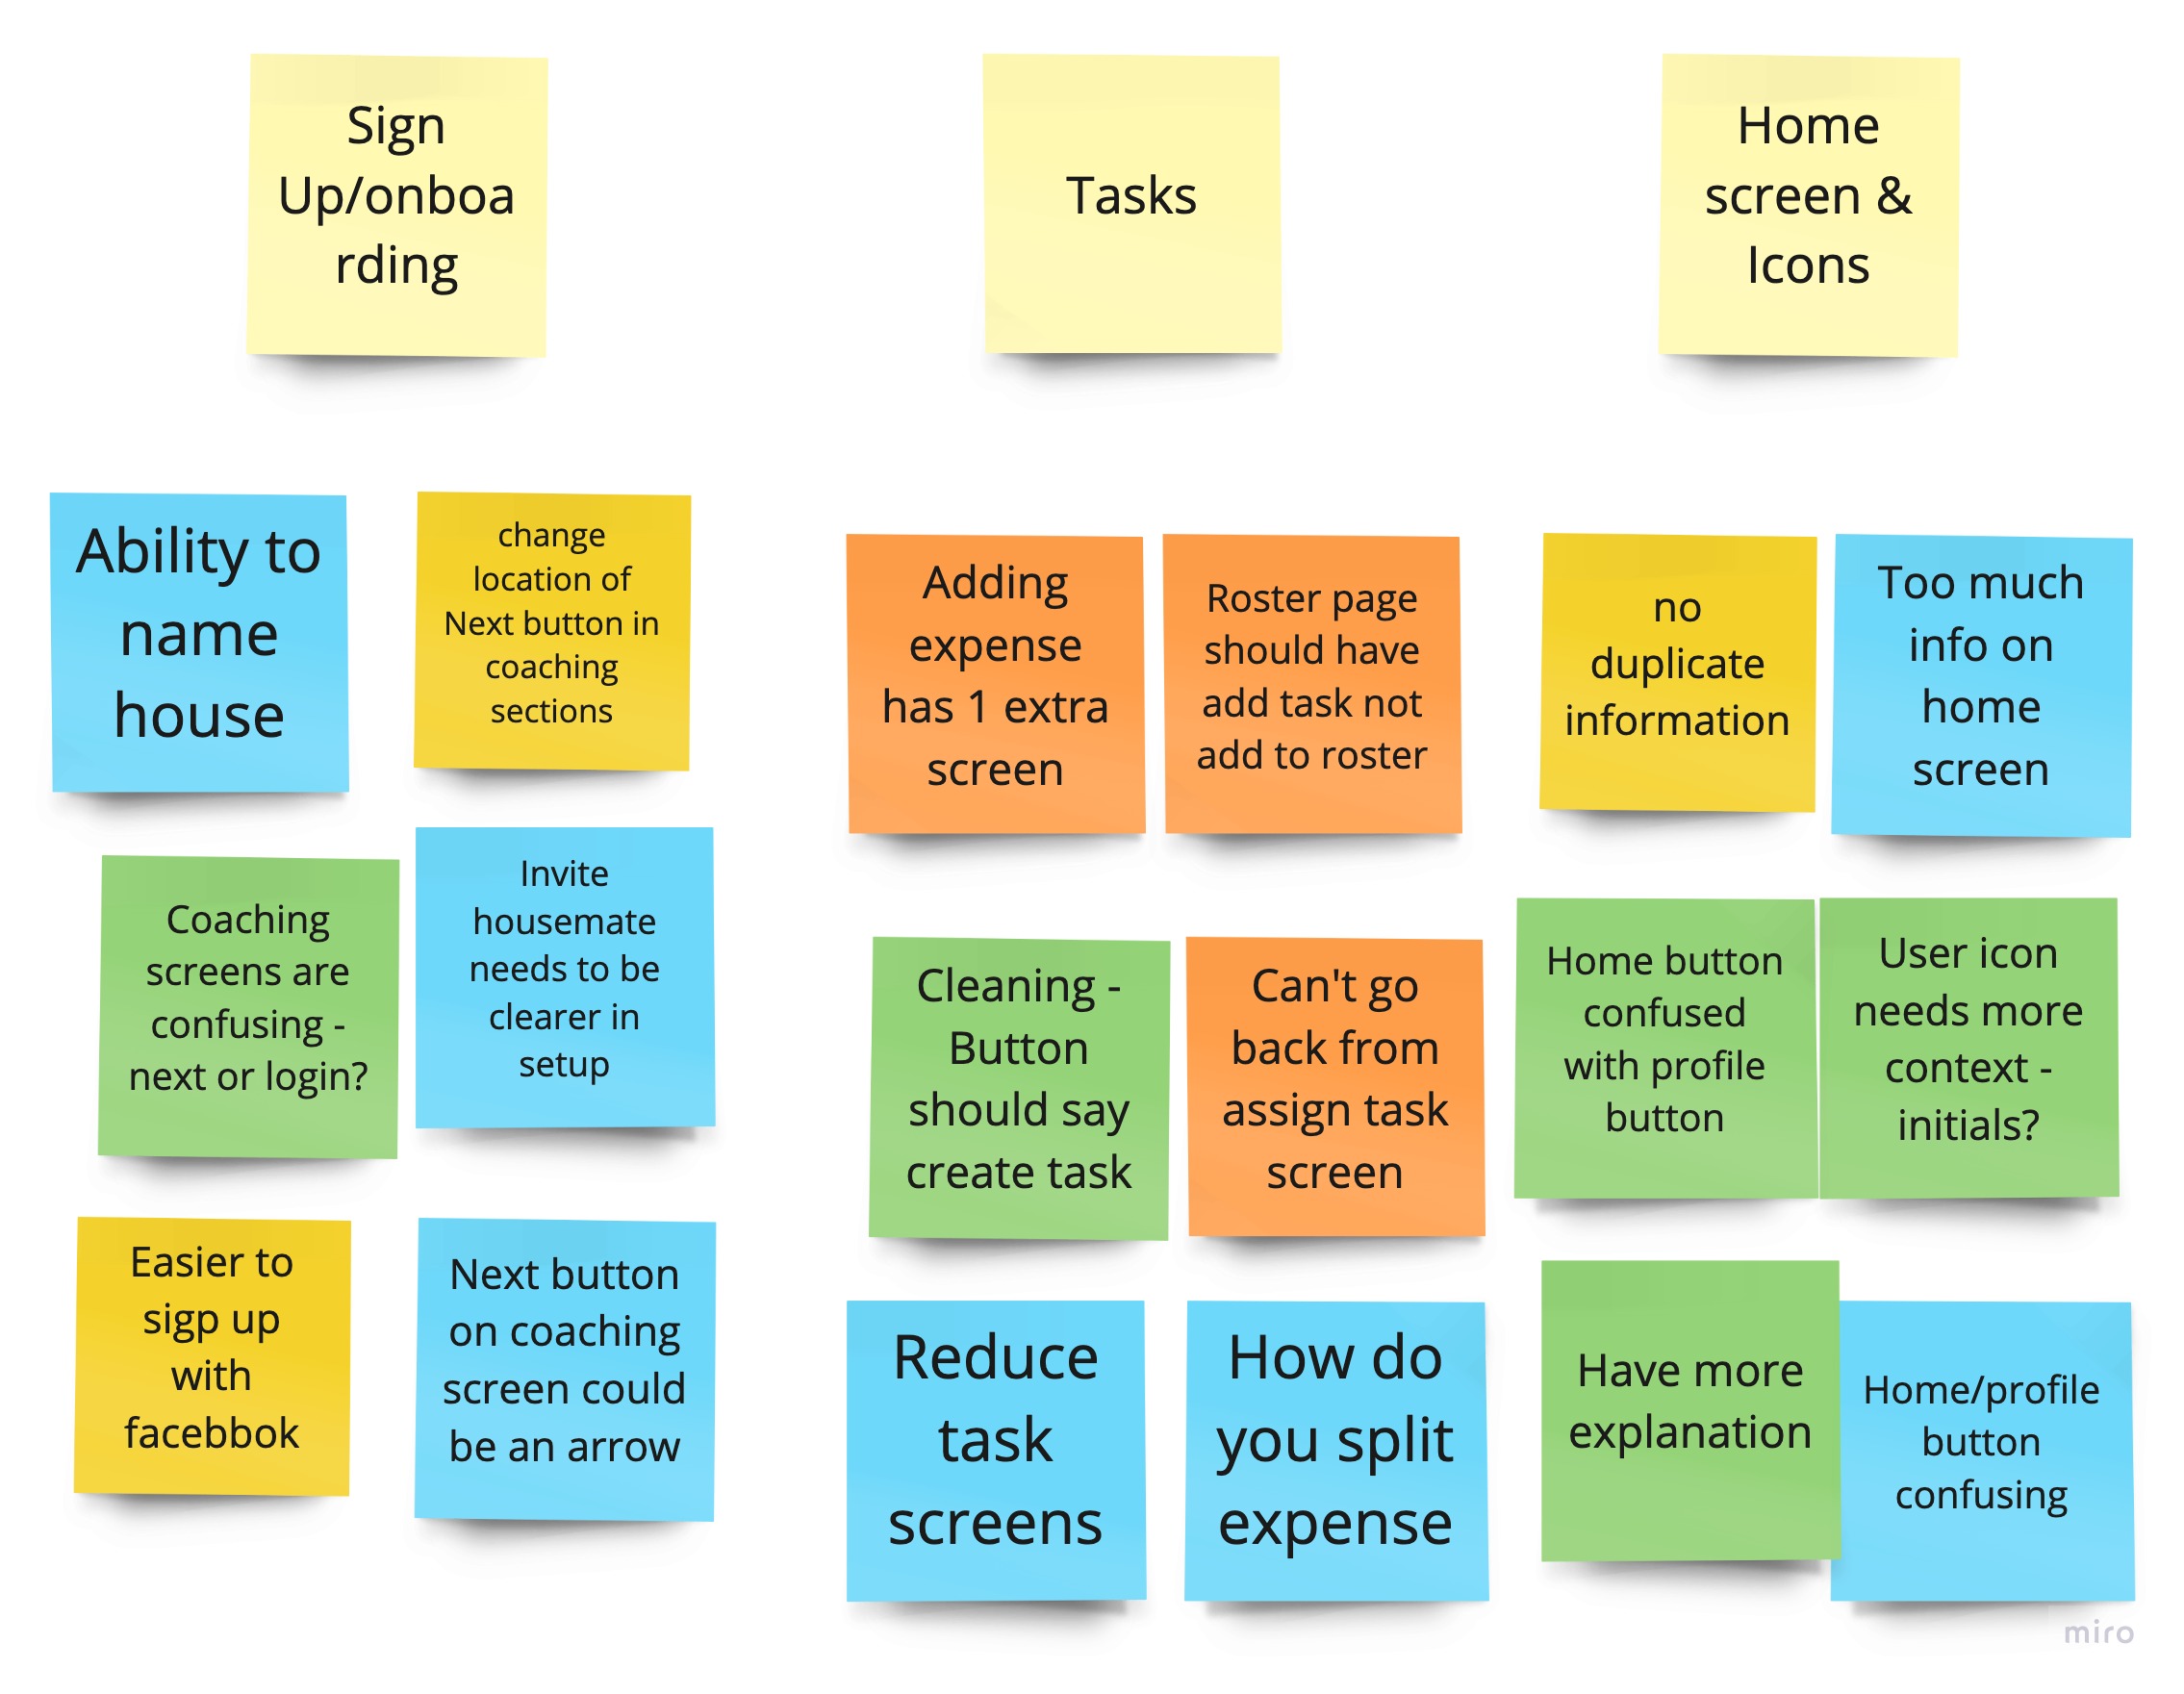 Sign
Up/onboa
rding
Tasks
Home
screen &
Icons
Ability to
name
house
change
location of
Next button in
coaching
sections
Coaching
screens are
confusing -
next or login?
Invite
housemate
needs to be
clearer in
setup
Easier to
sigp up
with
facebbok
Next button
on coaching
screen could
be an arrow
Adding
expense
has 1 extra
screen
Roster page
should have
add task not
add to roster
Cleaning -
Button
should say
create task
Can't go
back from
assign task
screen
Reduce
task
screens
How do
you split
expense
no
duplicate
information
Too much
info on
home
screen
Home button
confused
with profile
button
User icon
needs more
context -
initials?
Have more
explanation
Home/profile
button
confusing
miro